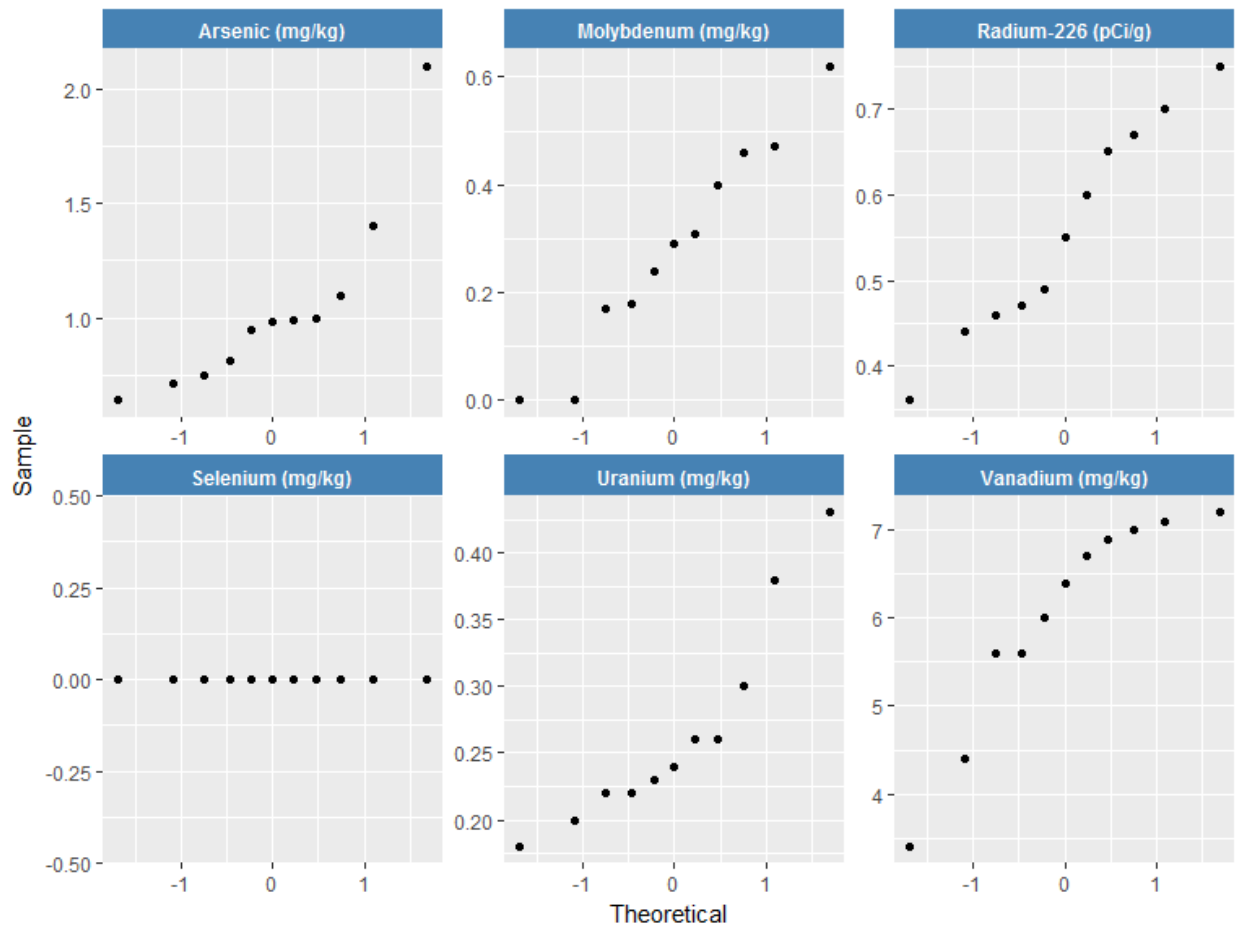 Arsenic (mg/kg)
Molybdenum (mg/kg)
Radium-226 (pCi/g)
2.0
1.5
1.0
0.6
0.4
0.2
0.0
0.7
0.6
0.5
0.4
-1 0 1
-1 0 1
-1 0 1
Sample
Selenium (mg/kg)
Uranium (mg/kg)
Vanadium (mg/kg)
0.50
0.25
0.00
-0.25
-0.50
0.40
0.35
0.30
0.25
0.20
7
6
5
4
-1 0 1
-1 0 1
-1 0 1
Theoretical